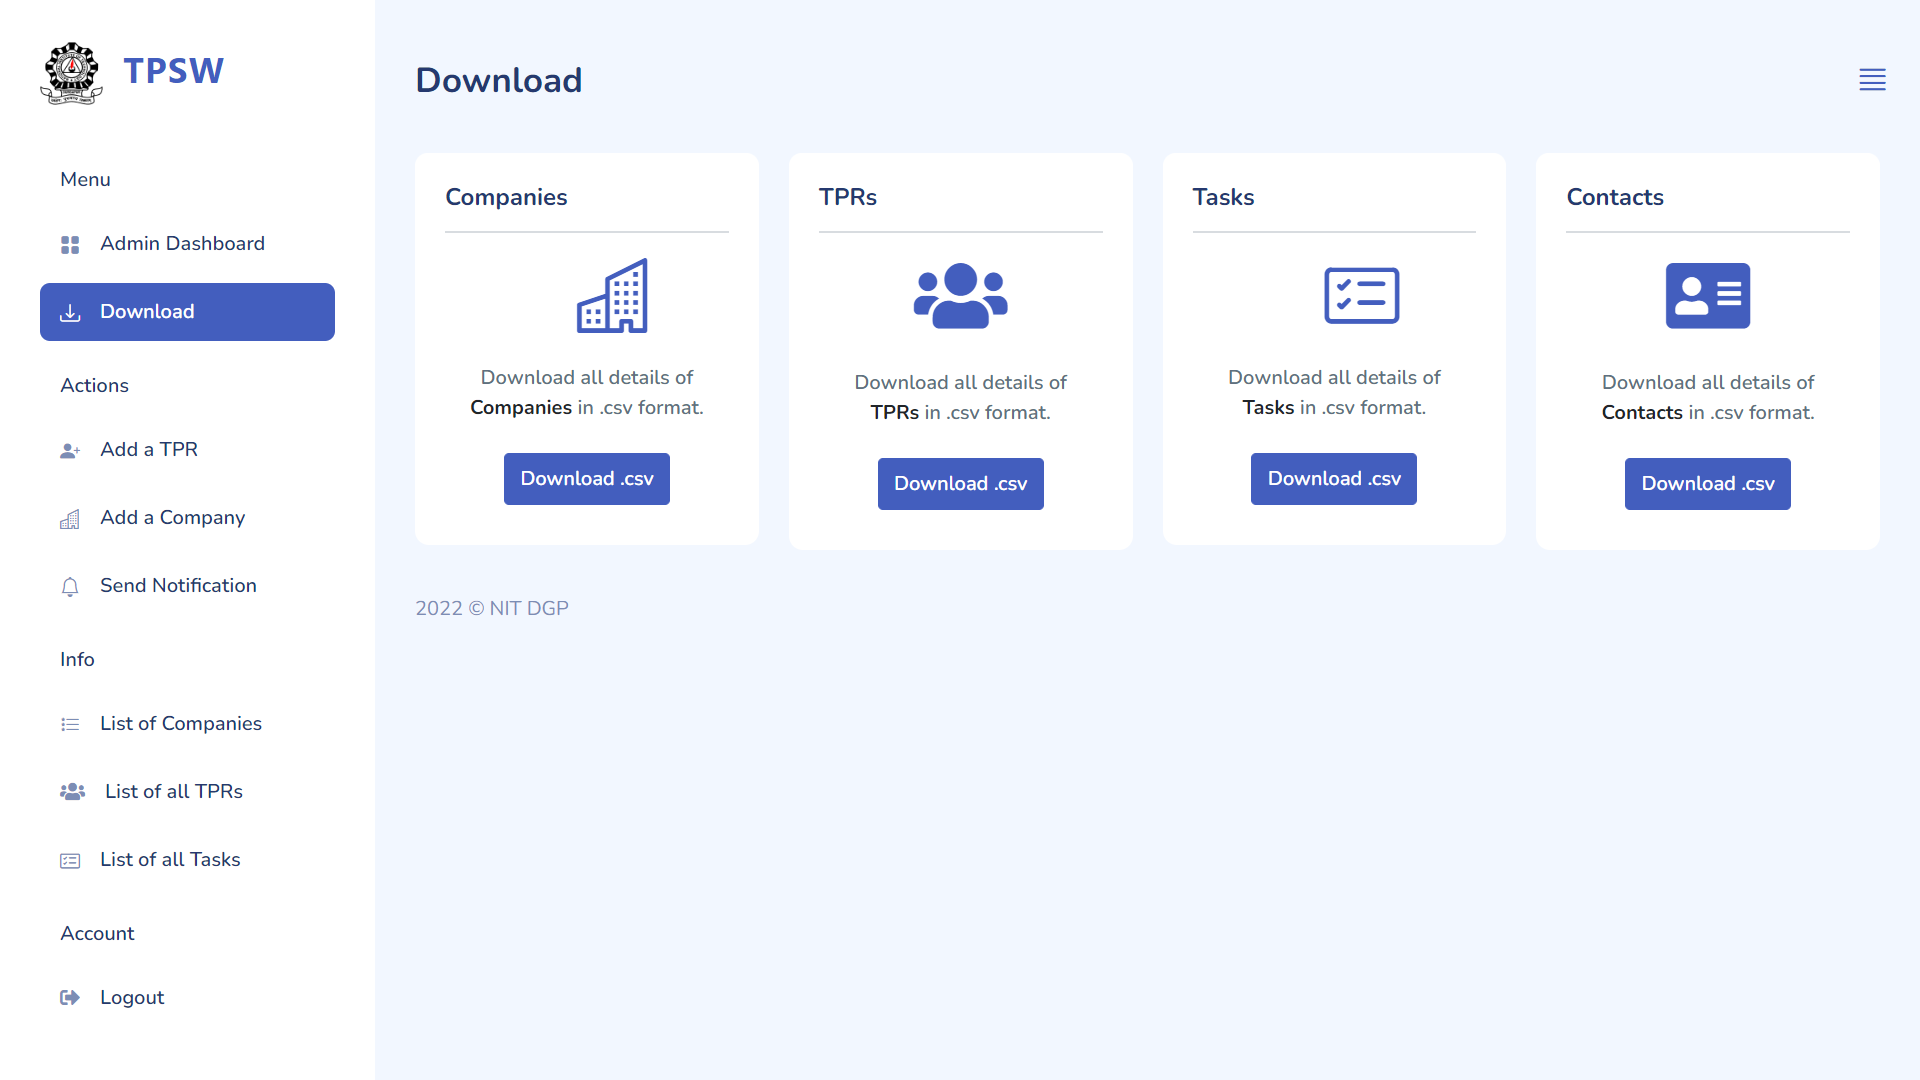 TPSW
Menu
Admin Dashboard
Download
Actions
Add a TPR
Add a Company
Send Notification
Info
List of Companies
List of all TPRs
List of all Tasks
Account
Logout
Download
Companies
Download all details of
Companies in .csv format.
Download .csv
TPRs
Download all details of
TPRs in .csv format.
Download .csv
Tasks
Download all details of
Tasks in .csv format.
Download .csv
Contacts
Download all details of
Contacts in .csv format.
Download .csv
2022 © NIT DGP